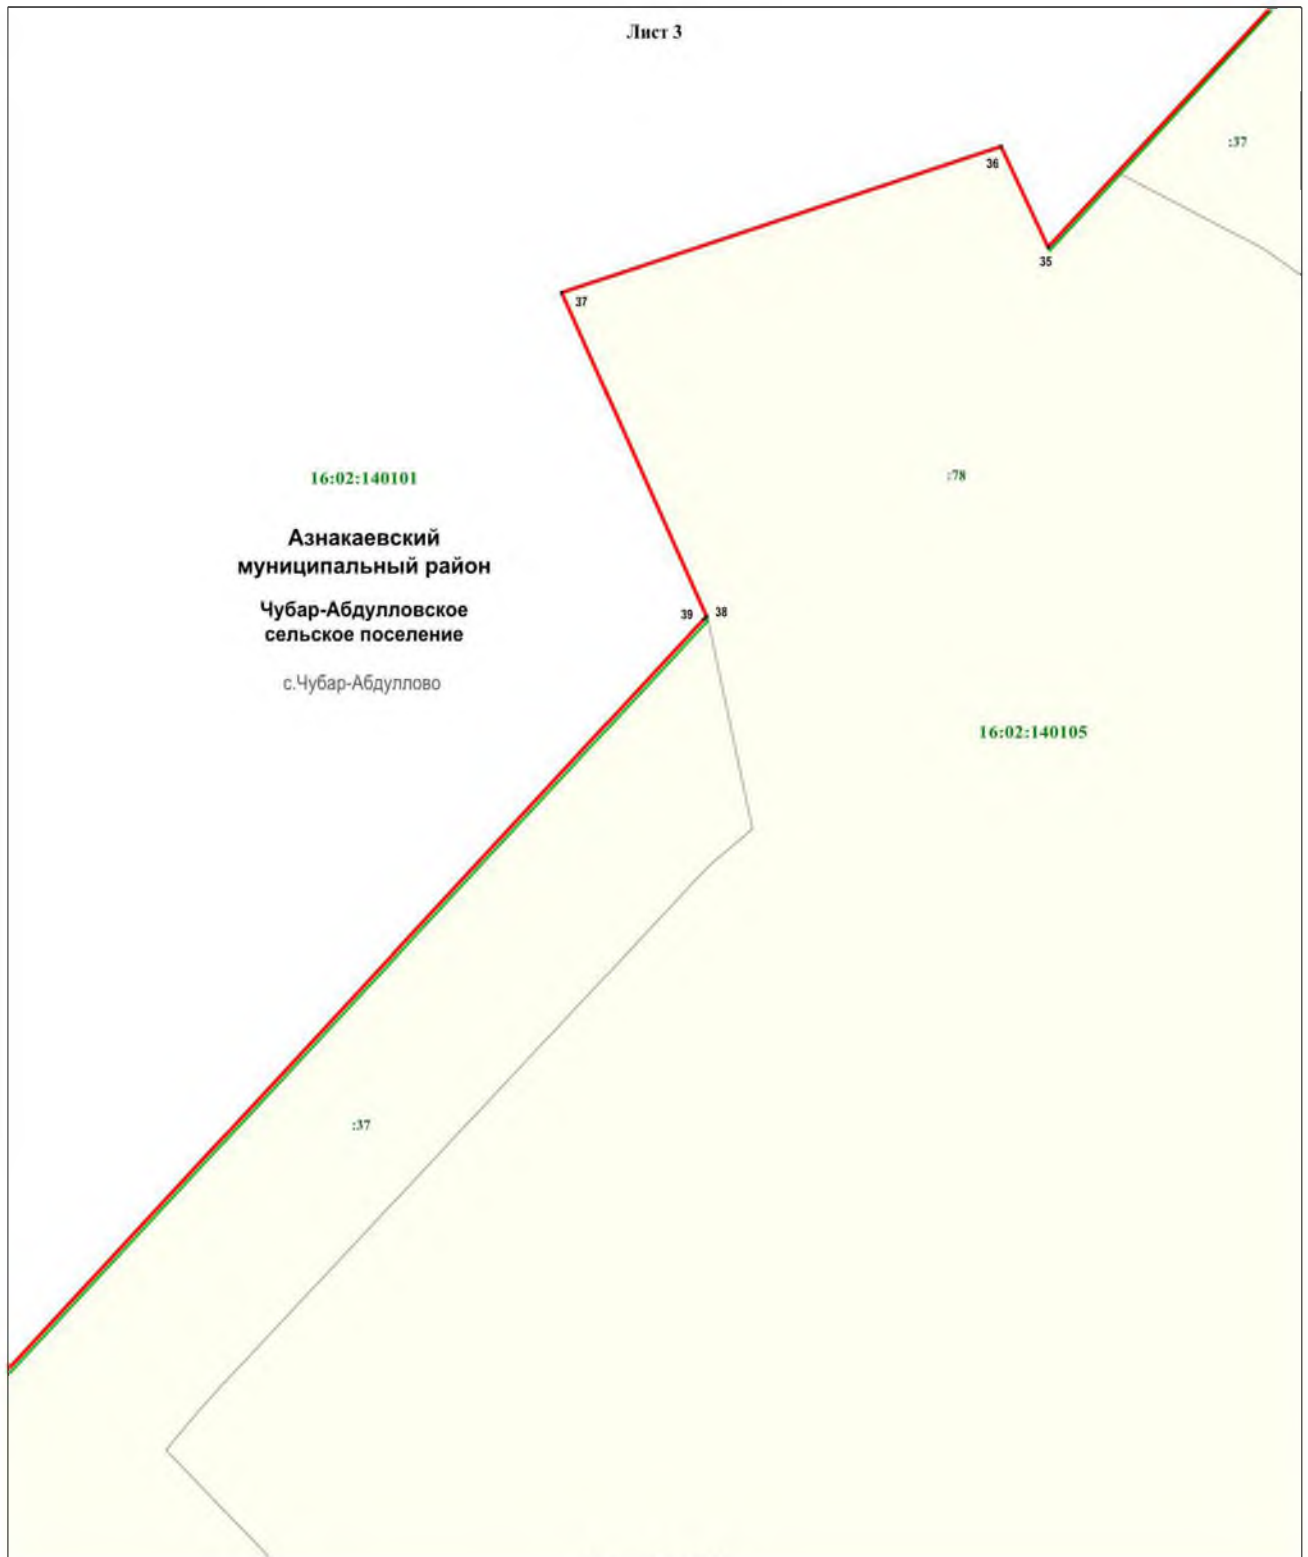 Лист 3
:37
36
35
37
16:02:140101
:78
Азнакаевский
муниципальный район
Чубар-Абдулловское
сельское поселение
39
38
с.Чубар-Абдуллово
16:02:140105
:37